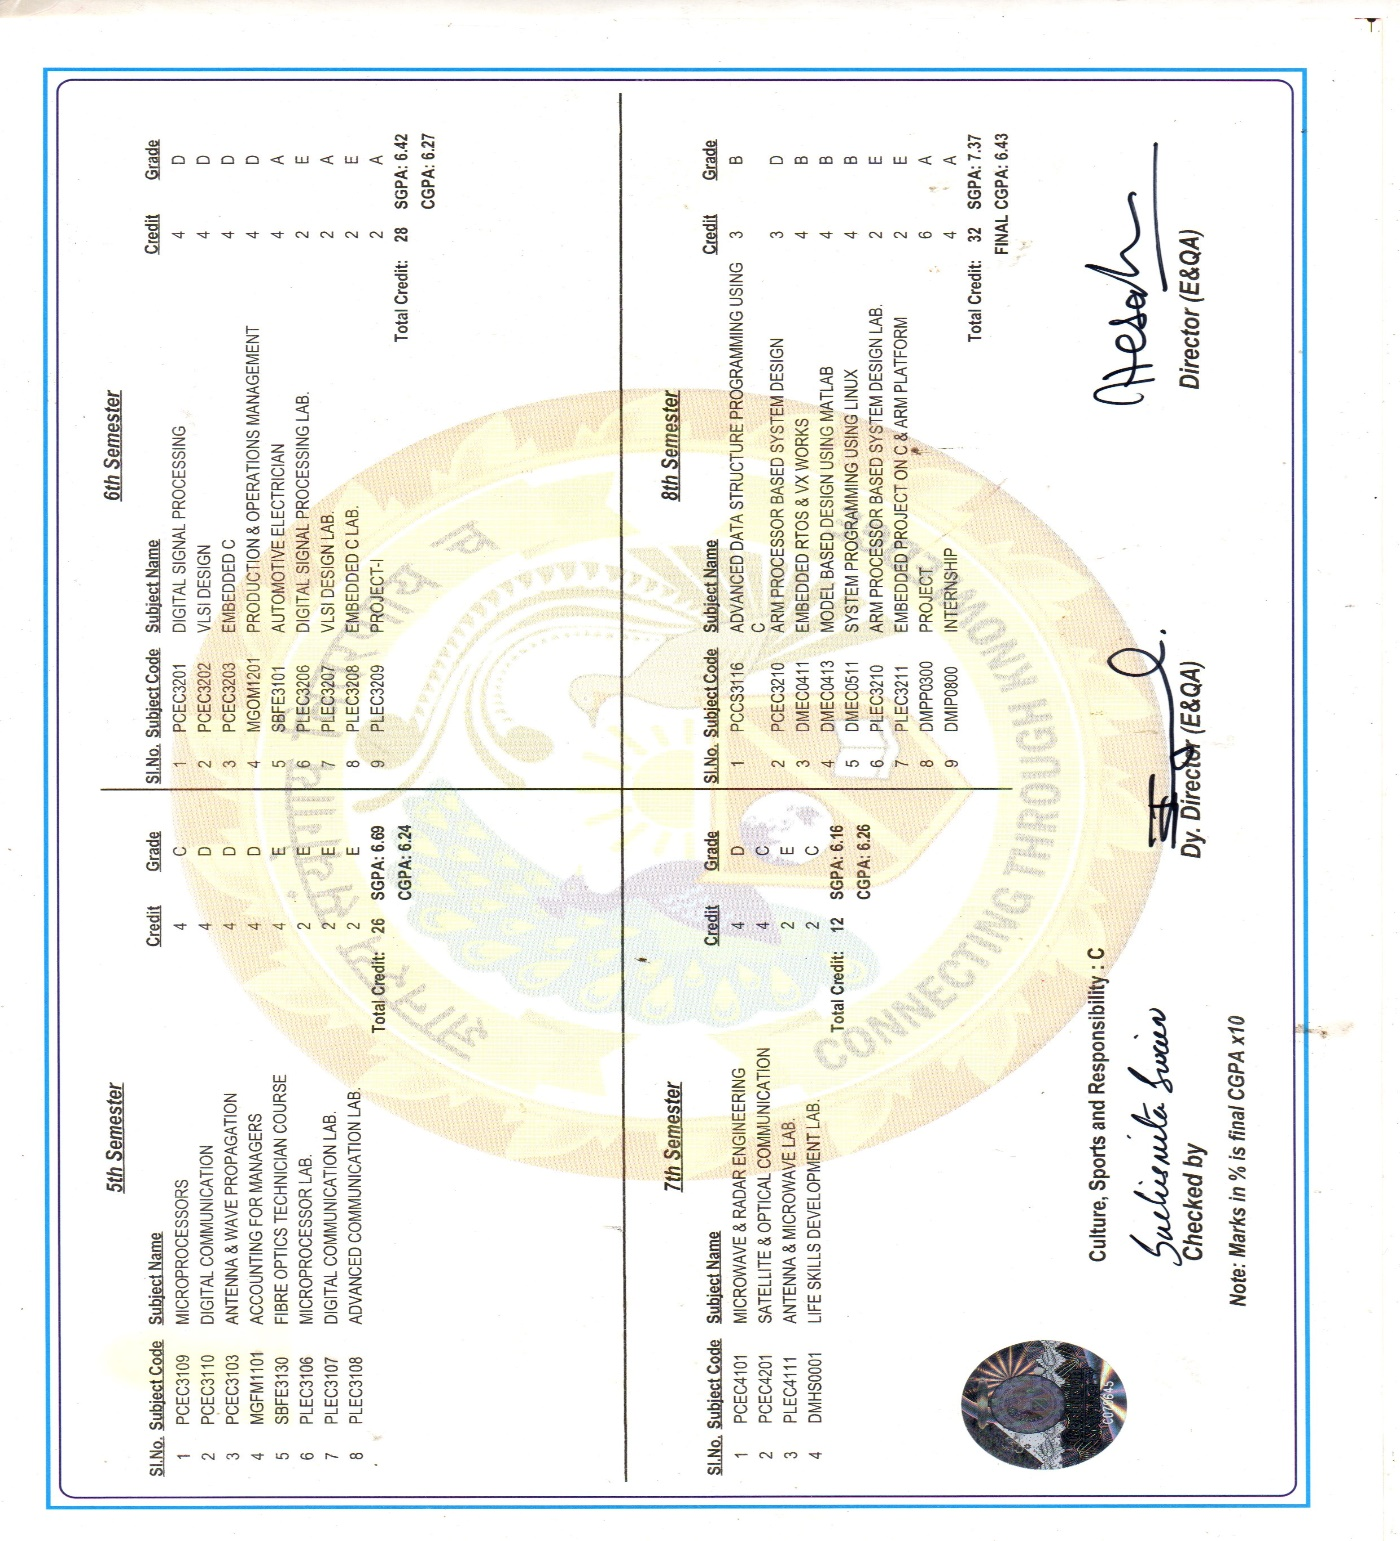 5th Semester
Sl.No. Subject Code Subject Name Credit Grade
1 PCEC3109 MICROPROCESSORS 4 C
2 PCEC3110 DIGITAL COMMUNICATION 4 D
3 PCEC3103 ANTENNA & WAVE PROPAGATION 4 D
4 MGFM1101 ACCOUNTING FOR MANAGERS 4 D
5 SBFE3130 FIBRE OPTICS TECHNICIAN COURSE 4 E
6 PLEC3106 MICROPROCESSOR LAB. 2 E
7 PLEC3107 DIGITAL COMMUNICATION LAB. 2 E
8 PLEC3108 ADVANCED COMMUNICATION LAB. 2 E
Total Credit: 26 SGPA: 6.69
CGPA: 6.24
6th Semester
Sl.No. Subject Code Subject Name Credit Grade
1 PCEC3201 DIGITAL SIGNAL PROCESSING 4 D
2 PCEC3202 VLSI DESIGN 4 D
3 PCEC3203 EMBEDDED C 4 D
4 MGOM1201 PRODUCTION & OPERATIONS MANAGEMENT 4 D
5 SBFE3101 AUTOMOTIVE ELECTRICIAN 4 A
6 PLEC3206 DIGITAL SIGNAL PROCESSING LAB. 2 E
7 PLEC3207 VLSI DESIGN LAB. 2 A
8 PLEC3208 EMBEDDED C LAB. 2 E
9 PLEC3209 PROJECT-I 2 A
Total Credit: 28 SGPA: 6.42
CGPA: 6.27
7th Semester
Sl.No. Subject Code Subject Name Credit Grade
1 PCEC4101 MICROWAVE & RADAR ENGINEERING 4 D
2 PCEC4201 SATELLITE & OPTICAL COMMUNICATION 4 C
3 PLEC4111 ANTENNA & MICROWAVE LAB. 2 E
4 DMHS0001 LIFE SKILLS DEVELOPMENT LAB. 2 C
Total Credit: 12 SGPA: 6.16
CGPA: 6.26
8th Semester
Sl.No. Subject Code Subject Name Credit Grade
1 PCCS3116 ADVANCED DATA STRUCTURE PROGRAMMING USING 3 B
C
2 PCEC3210 ARM PROCESSOR BASED SYSTEM DESIGN 3 D
3 DMEC0411 EMBEDDED RTOS & VX WORKS 4 B
4 DMEC0413 MODEL BASED DESIGN USING MATLAB 4 B
5 DMEC0511 SYSTEM PROGRAMMING USING LINUX 4 B
6 PLEC3210 ARM PROCESSOR BASED SYSTEM DESIGN LAB. 2 E
7 PLEC3211 EMBEDDED PROJECT ON C & ARM PLATFORM 2 E
8 DMPP0300 PROJECT 6 A
9 DMIP0800 INTERNSHIP 4 A
Total Credit: 32 SGPA: 7.37
FINAL CGPA: 6.43
CONNECTING THROUGH KNOWLEDGE
Culture, Sports and Responsibility : C
Checked by
Dy. Director (E&QA)
Director (E&QA)
Note: Marks in % is final CGPA x10